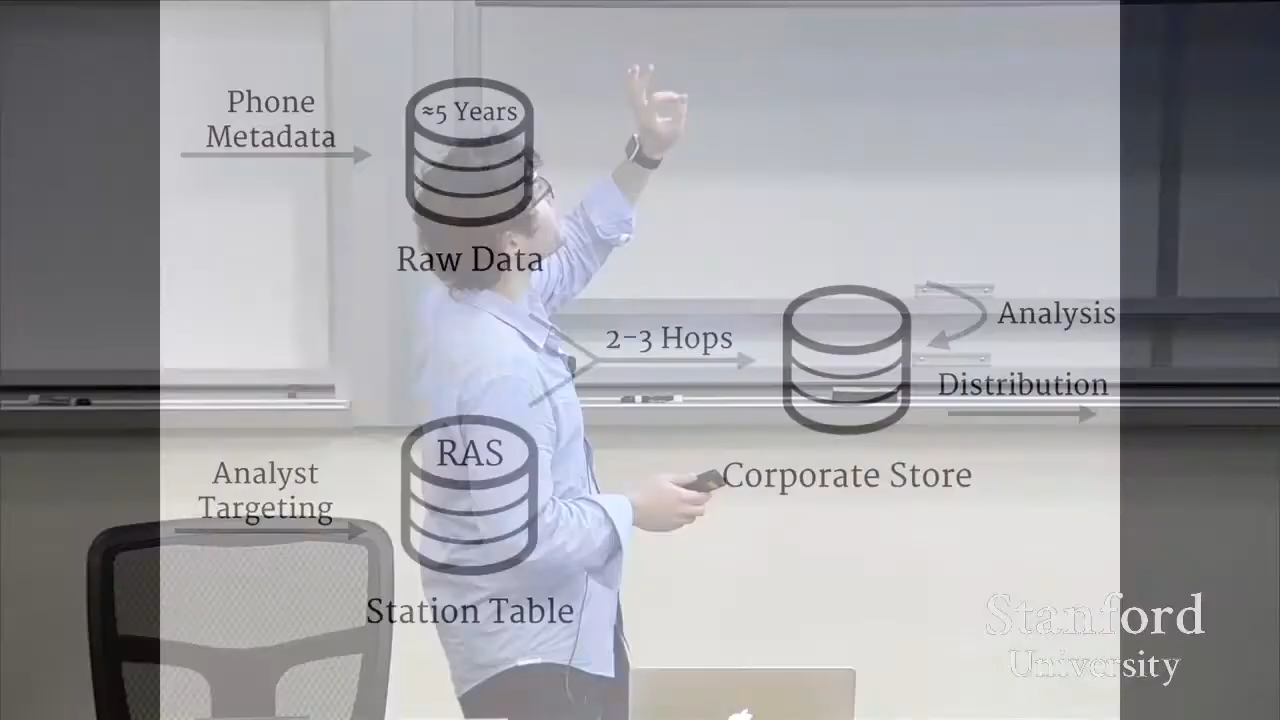 Phone
Metadata
≈5 Years
Raw Data
2-3 Hops
Analysis
Distribution
Corporate Store
Analyst
Targeting
RAS
Station Table
Stanford
University